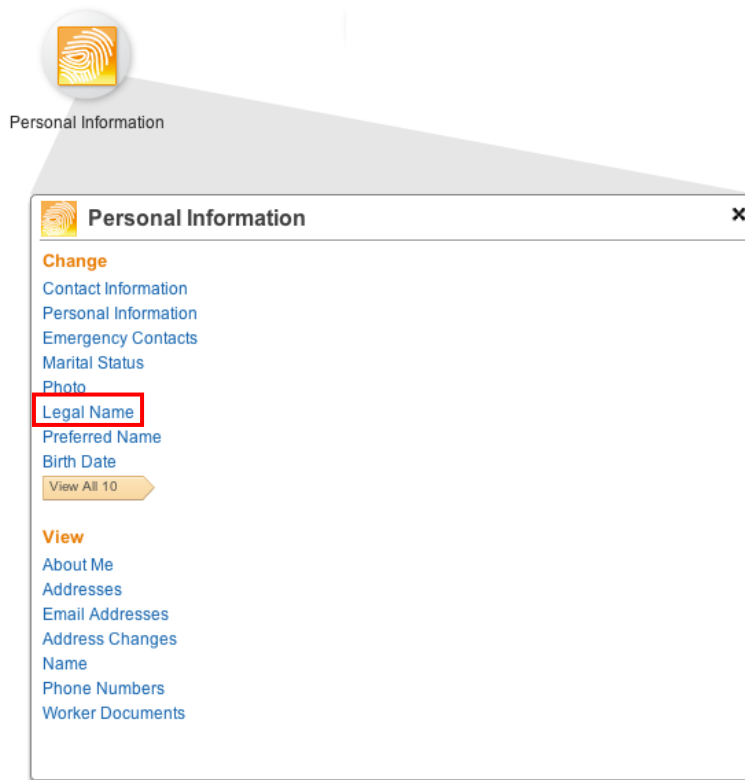 Personal Information
Personal Information
Change
Contact Information
Personal Information
Emergency Contacts
Marital Status
Photo
Legal Name
Preferred Name
Birth Date
View All 10
View
About Me
Addresses
Email Addresses
Address Changes
Name
Phone Numbers
Worker Documents